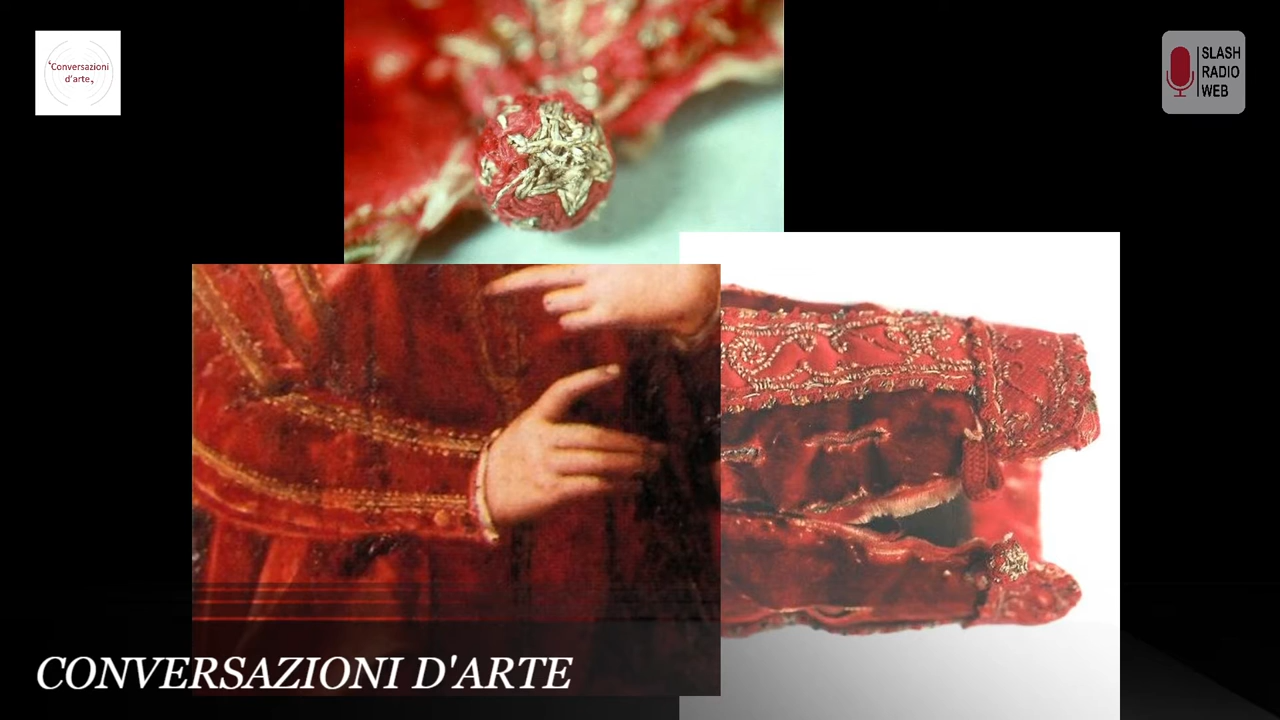 ‘Conversazioni
d'arte,
SLASH
RADIO
WEB
CONVERSAZIONI D'ARTE